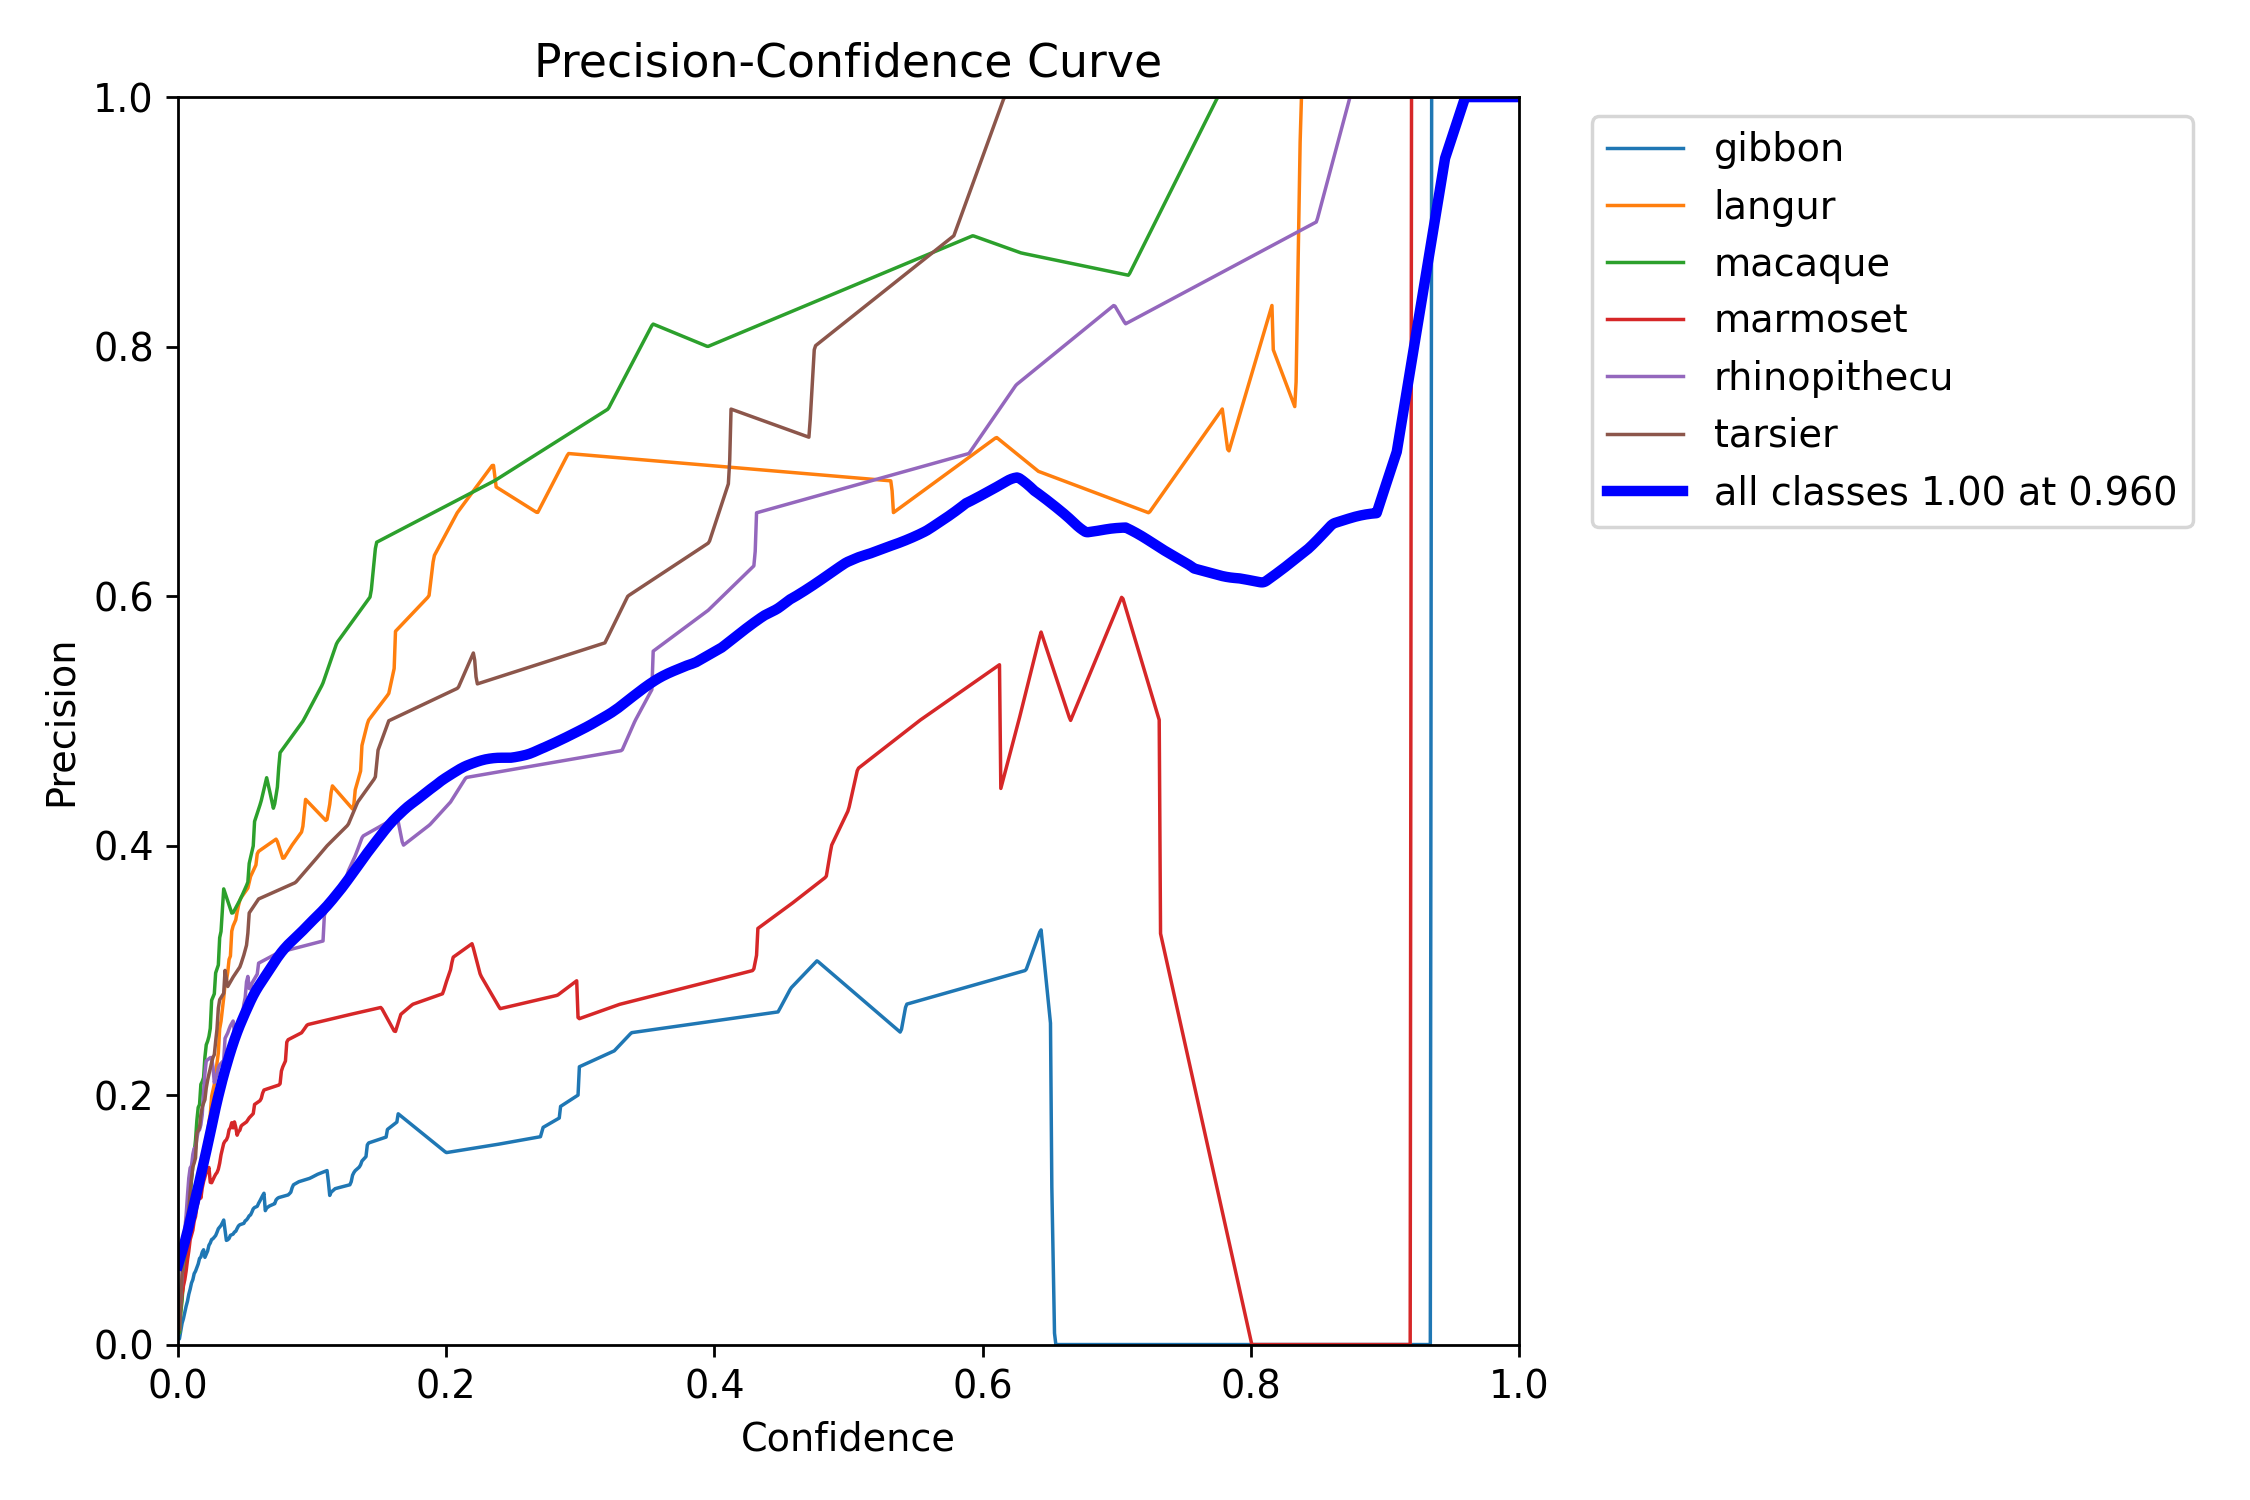 Precision-Confidence Curve
1.0
0.8
0.6
0.4
0.2
0.0
Precision
0.0 0.2 0.4 0.6 0.8 1.0
Confidence
gibbon
langur
macaque
marmoset
rhinopithecu
tarsier
all classes 1.00 at 0.960